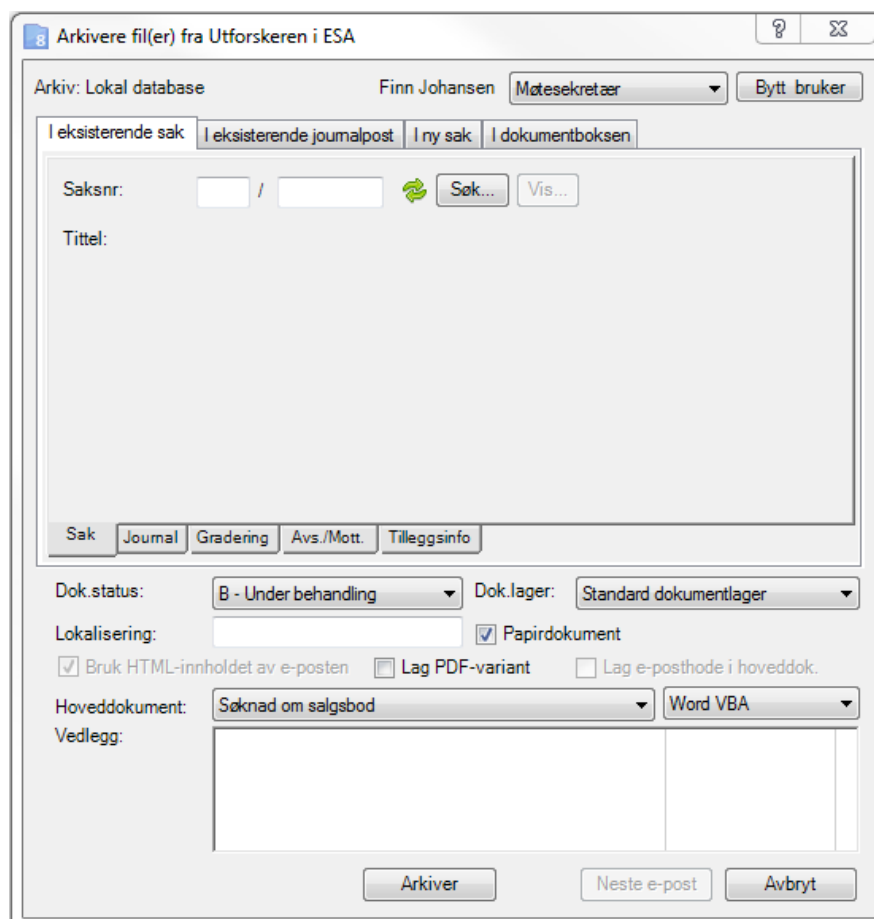 8 Arkivere fil(er) fra Utforskeren i ESA ?
Arkiv: Lokal database Finn Johansen Møtesekretær Bytt bruker
I eksisterende sak I eksisterende journalpost I ny sak I dokumentboksen
Saksnr: / Søk... Vis...
Tittel:
Sak Journal Gradering Avs./Mott. Tilleggsinfo
Dok.status: B - Under behandling Dok.lager: Standard dokumentlager
Lokalisering: Papirdokument
Bruk HTML-innholdet av e-posten Lag PDF-variant Lag e-posthode i hoveddok.
Hoveddokument: Søknad om salgsbod Word VBA
Vedlegg:
Arkiver Neste e-post Avbryt